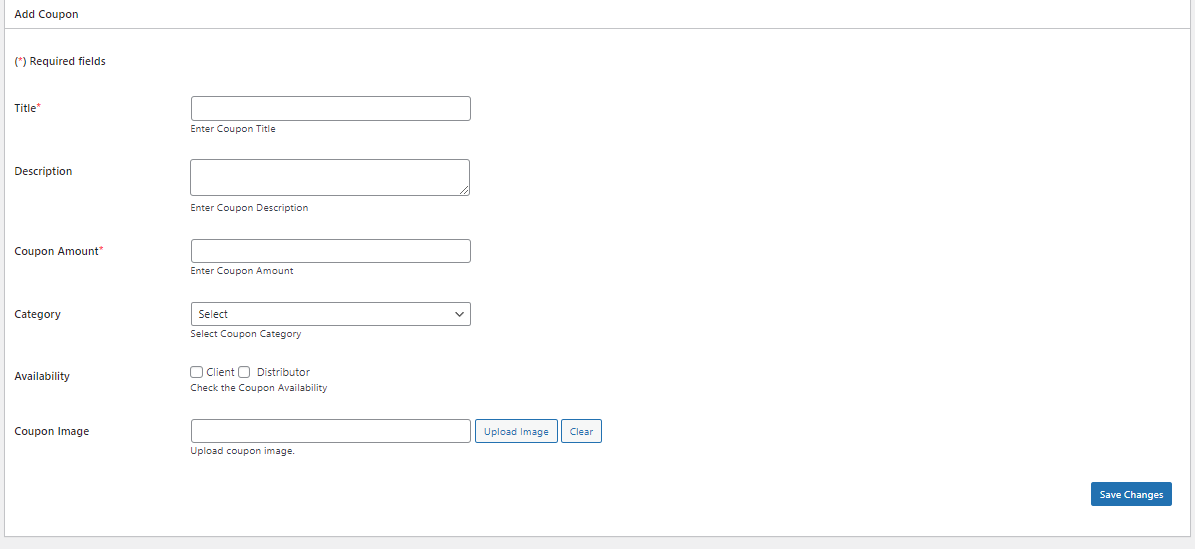 Add Coupon
(*) Required fields
Title*
Enter Coupon Title
Description
Enter Coupon Description
Coupon Amount*
Enter Coupon Amount
Category
Select
Select Coupon Category
Availability
Client Distributor
Check the Coupon Availability
Coupon Image
Upload Image Clear
Upload coupon image.
Save Changes